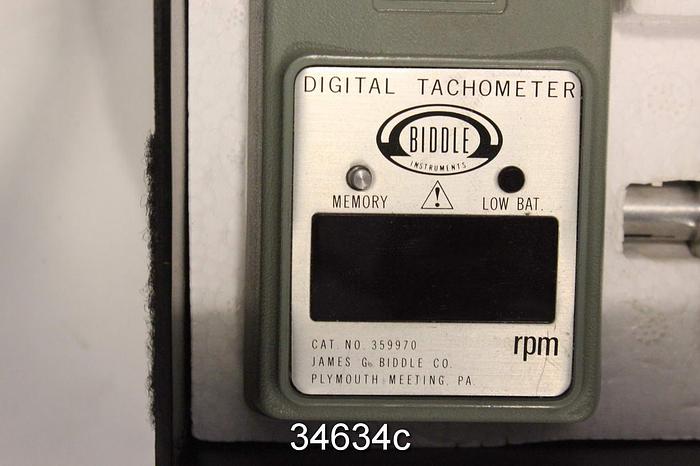 DIGITAL TACHOMETER
BIDDLE
INSTRUMENTS
MEMORY
LOW BAT.
CAT. NO. 359970
rpm
JAMES G. BIDDLE CO.
PLYMOUTH MEETING, PA.
34634c